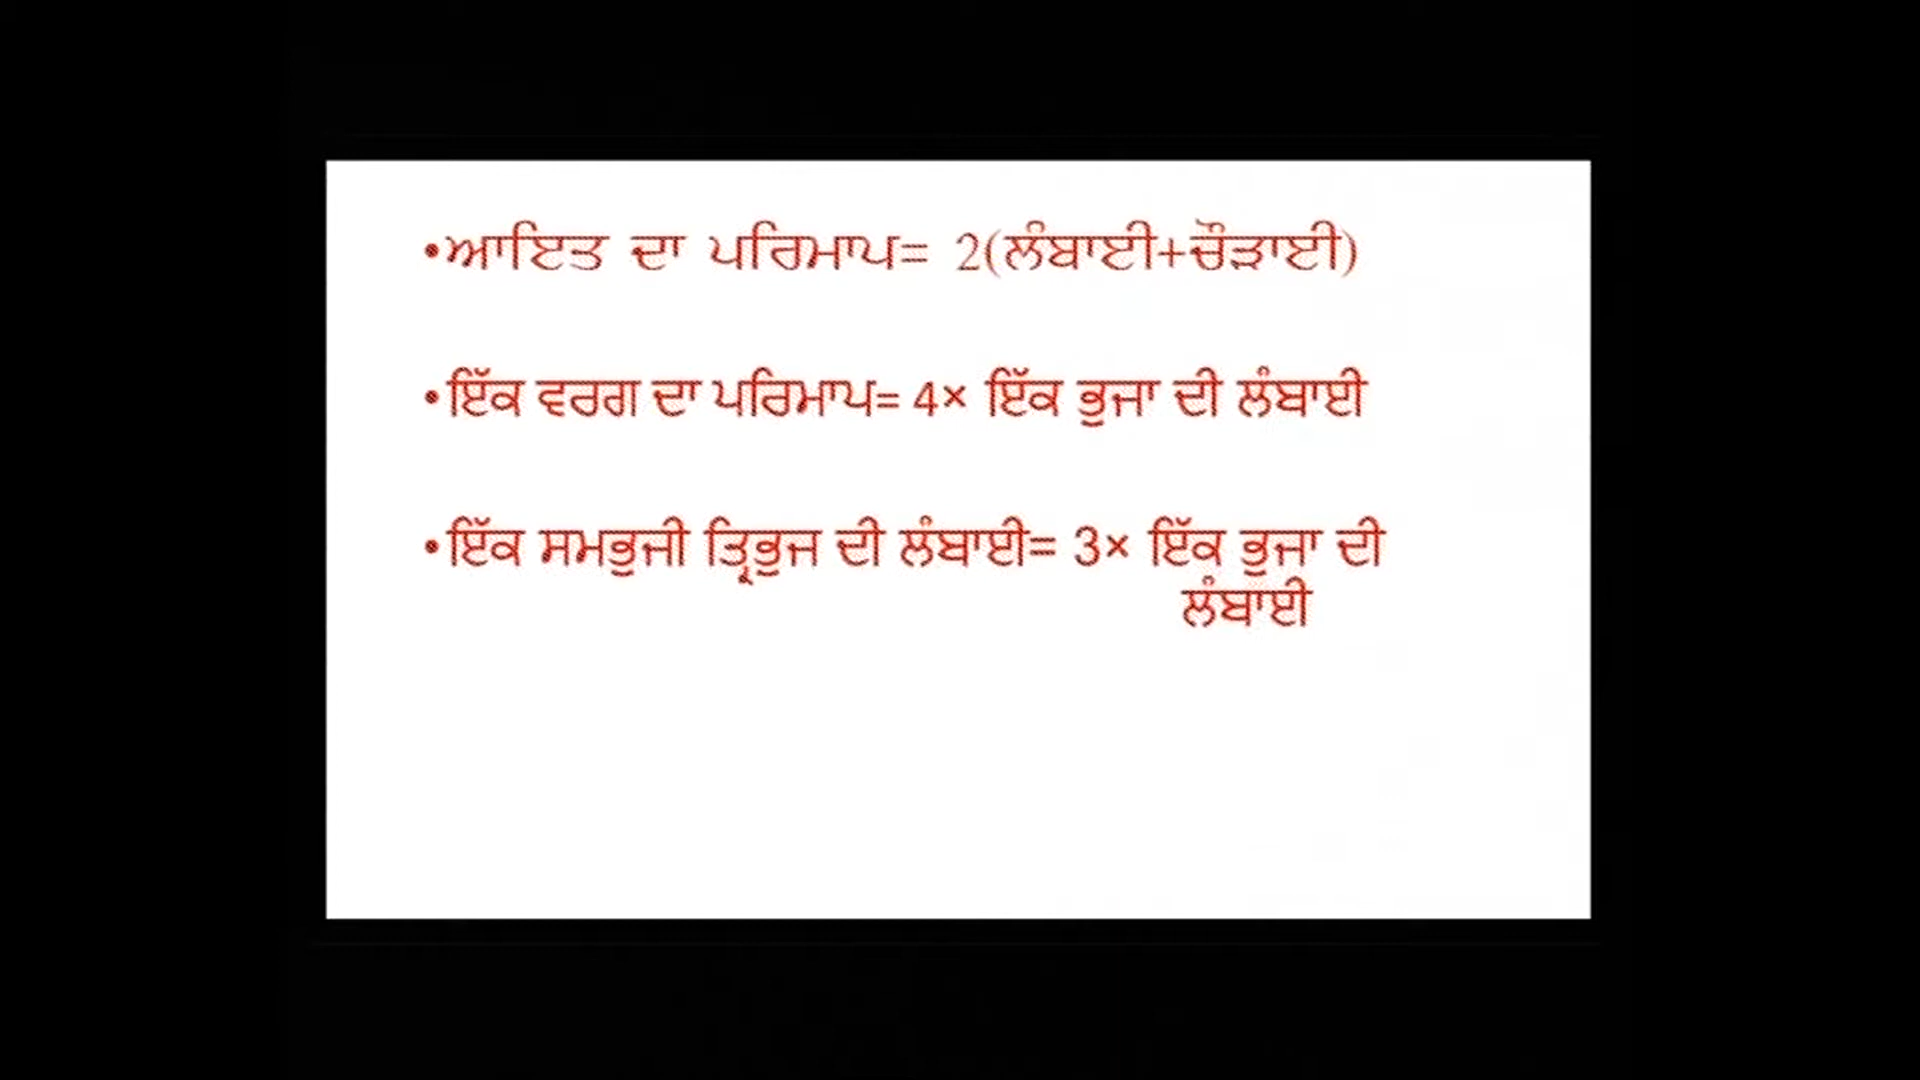 •ਆਇਤ ਦਾ ਪਰਿਮਾਪ= 2(ਲੰਬਾਈ+ਚੌੜਾਈ)
•ਇੱਕ ਵਰਗ ਦਾ ਪਰਿਮਾਪ= 4× ਇੱਕ ਭੁਜਾ ਦੀ ਲੰਬਾਈ
•ਇੱਕ ਸਮਭੁਜੀ ਤ੍ਰਿਭੁਜ ਦੀ ਲੰਬਾਈ= 3× ਇੱਕ ਭੁਜਾ ਦੀ
ਲੰਬਾਈ